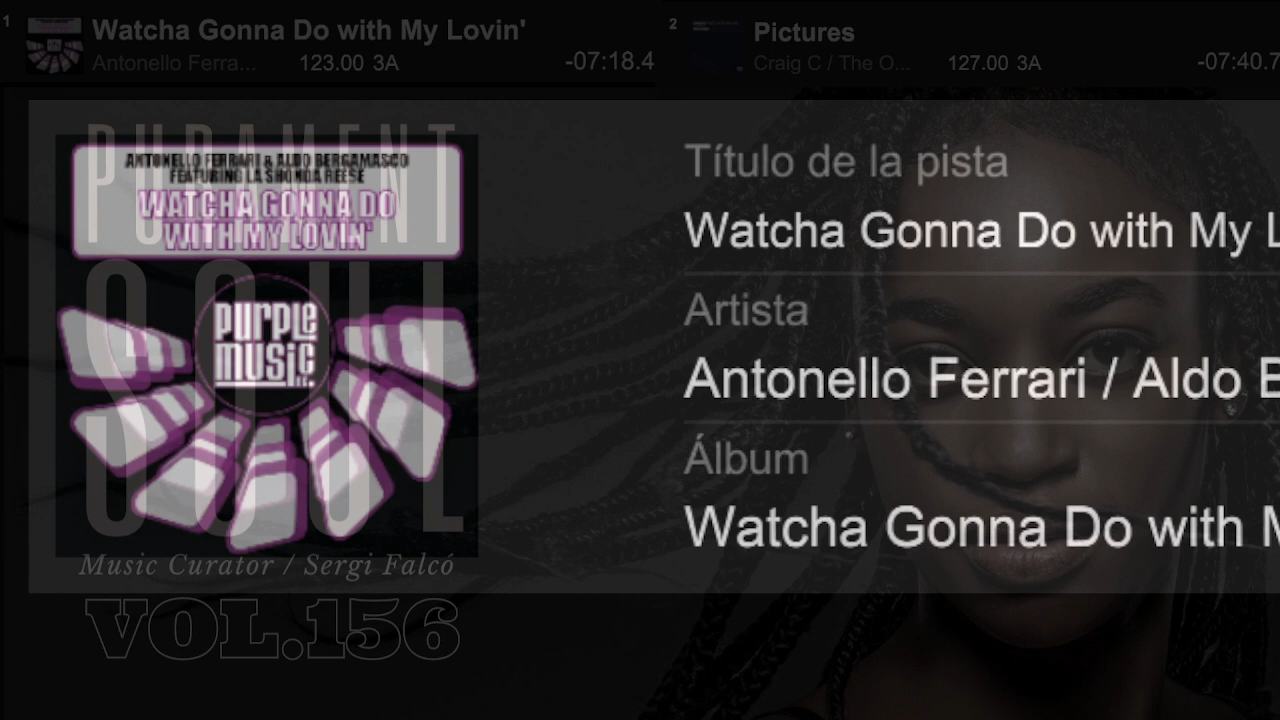 1
Watcha Gonna Do with My Lovin'
Antonello Ferra...
123.00 3A
-07:18.4
2
Pictures
Craig C / The O...
127.00 3A
-07:40.7
PURAMENT
SOUL
Music Curator / Sergi Falcó
VOL.156
ANTONELLO FERRARI & ALDO BERGAMASCO
FEATURING LA SHONDA REESE
WATCHA GONNA DO
WITH MY LOVIN'
PURPLE
MUSIC
Título de la pista
Watcha Gonna Do with My L
Artista
Antonello Ferrari / Aldo B
Álbum
Watcha Gonna Do with M